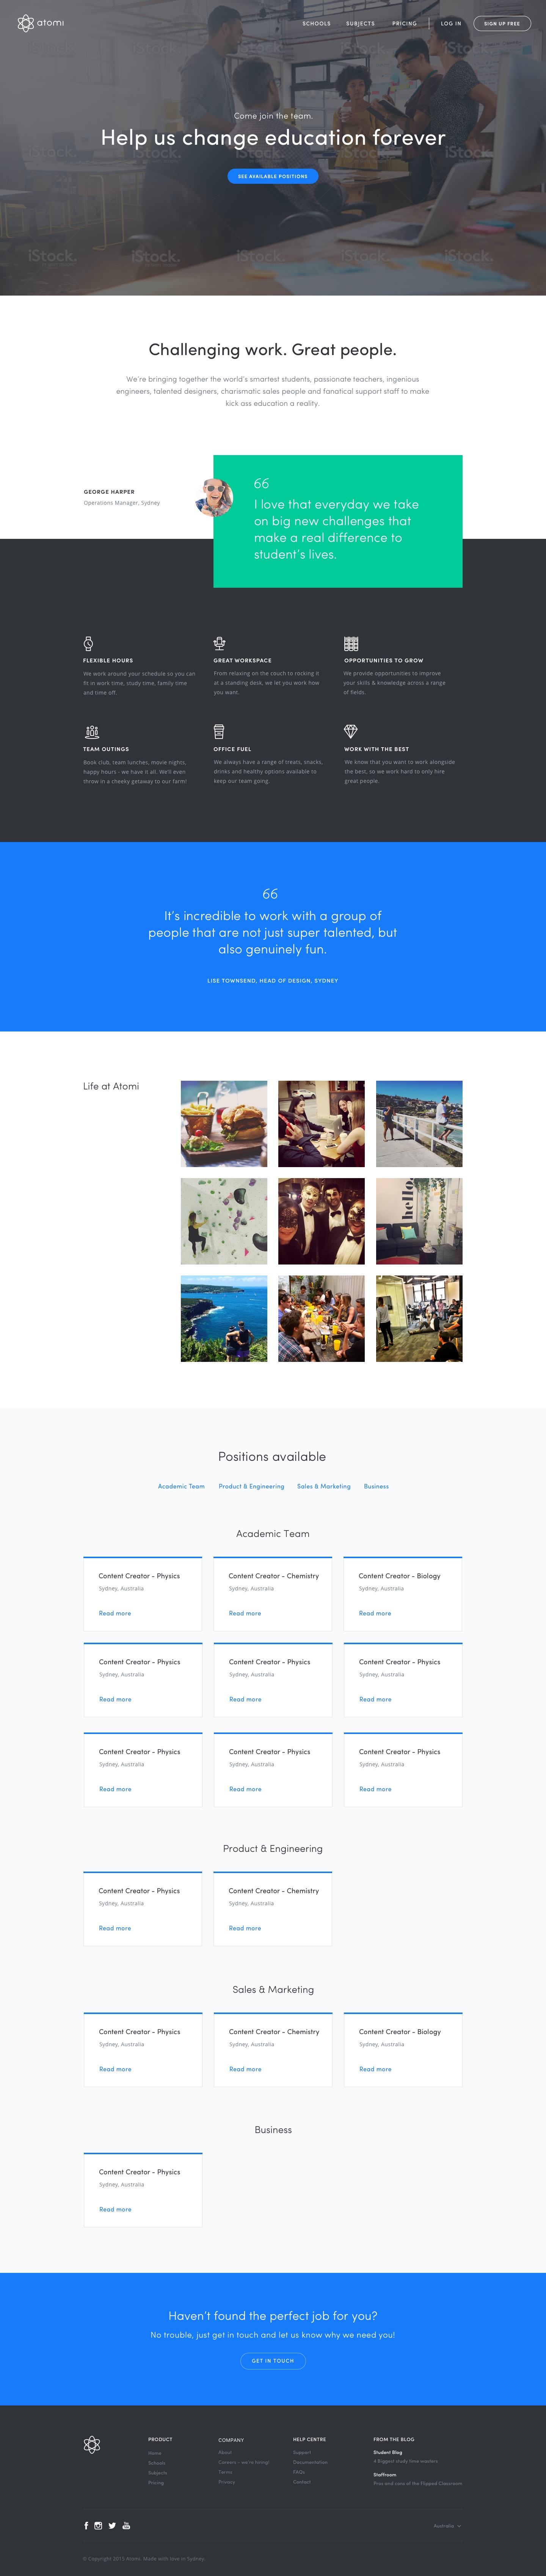 atomi
SCHOOLS SUBJECTS PRICING LOG IN SIGN UP FREE
iStock. iStock. iStock. iStock.
Come join the team.
Help us change education forever
iStock. iStock. iStock. iStock. iStock.
SEE AVAILABLE POSITIONS
iStock. iStock. iStock. iStock. iStock.
Challenging work. Great people.
We're bringing together the world's smartest students, passionate teachers, ingenious
engineers, talented designers, charismatic sales people and fanatical support staff to make
kick ass education a reality.
GEORGE HARPER
Operations Manager, Sydney
I love that everyday we take
on big new challenges that
make a real difference to
student's lives.
FLEXIBLE HOURS
We work around your schedule so you can
fit in work time, study time, family time
and time off.
GREAT WORKSPACE
From relaxing on the couch to rocking it
at a standing desk, we let you work how
you want.
OPPORTUNITIES TO GROW
We provide opportunities to improve
your skills & knowledge across a range
of fields.
TEAM OUTINGS
Book club, team lunches, movie nights,
happy hours - we have it all. We'll even
throw in a cheeky getaway to our farm!
OFFICE FUEL
We always have a range of treats, snacks,
drinks and healthy options available to
keep our team going.
WORK WITH THE BEST
We know that you want to work alongside
the best, so we work hard to only hire
great people.
It's incredible to work with a group of
people that are not just super talented, but
also genuinely fun.
LISE TOWNSEND, HEAD OF DESIGN, SYDNEY
Life at Atomi
hello
Positions available
Academic Team Product & Engineering Sales & Marketing Business
Academic Team
Content Creator - Physics
Sydney, Australia
Read more
Content Creator - Chemistry
Sydney, Australia
Read more
Content Creator - Biology
Sydney, Australia
Read more
Content Creator - Physics
Sydney, Australia
Read more
Content Creator - Physics
Sydney, Australia
Read more
Content Creator - Physics
Sydney, Australia
Read more
Content Creator - Physics
Sydney, Australia
Read more
Content Creator - Physics
Sydney, Australia
Read more
Content Creator - Physics
Sydney, Australia
Read more
Product & Engineering
Content Creator - Physics
Sydney, Australia
Read more
Content Creator - Chemistry
Sydney, Australia
Read more
Sales & Marketing
Content Creator - Physics
Sydney, Australia
Read more
Content Creator - Chemistry
Sydney, Australia
Read more
Content Creator - Biology
Sydney, Australia
Read more
Business
Content Creator - Physics
Sydney, Australia
Read more
Haven't found the perfect job for you?
No trouble, just get in touch and let us know why we need you!
GET IN TOUCH
PRODUCT
Home
Schools
Subjects
Pricing
COMPANY
About
Careers - we're hiring!
Terms
Privacy
HELP CENTRE
Support
Documentation
FAQs
Contact
FROM THE BLOG
Student Blog
4 Biggest study time wasters
Staffroom
Pros and cons of the Flipped Classroom
Australia
© Copyright 2015 Atomi. Made with love in Sydney.